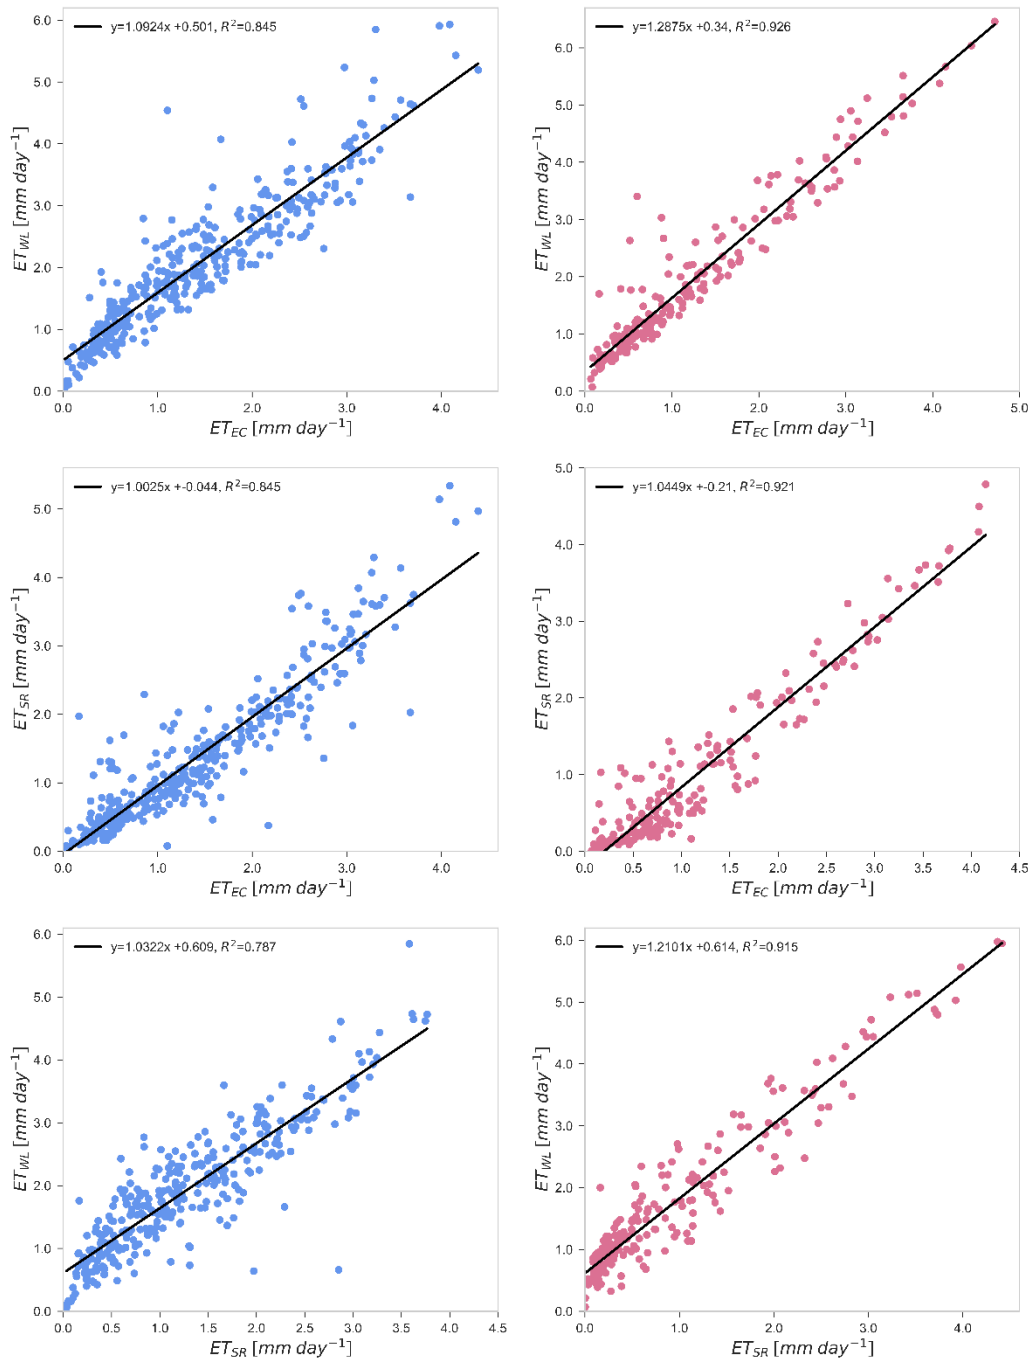 y=1.0924x +0.501, R²=0.845
6.0
5.0
4.0
3.0
2.0
1.0
0.0
ET_WL [mm day⁻¹]
0.0 1.0 2.0 3.0 4.0
ET_EC [mm day⁻¹]
y=1.2875x +0.34, R²=0.926
6.0
5.0
4.0
3.0
2.0
1.0
0.0
ET_WL [mm day⁻¹]
0.0 1.0 2.0 3.0 4.0 5.0
ET_EC [mm day⁻¹]
y=1.0025x +-0.044, R²=0.845
5.0
4.0
3.0
2.0
1.0
0.0
ET_SR [mm day⁻¹]
0.0 1.0 2.0 3.0 4.0
ET_EC [mm day⁻¹]
y=1.0449x +-0.21, R²=0.921
5.0
4.0
3.0
2.0
1.0
0.0
ET_SR [mm day⁻¹]
0.0 0.5 1.0 1.5 2.0 2.5 3.0 3.5 4.0 4.5
ET_EC [mm day⁻¹]
y=1.0322x +0.609, R²=0.787
6.0
5.0
4.0
3.0
2.0
1.0
0.0
ET_WL [mm day⁻¹]
0.0 0.5 1.0 1.5 2.0 2.5 3.0 3.5 4.0 4.5
ET_SR [mm day⁻¹]
y=1.2101x +0.614, R²=0.915
6.0
5.0
4.0
3.0
2.0
1.0
0.0
ET_WL [mm day⁻¹]
0.0 1.0 2.0 3.0 4.0
ET_SR [mm day⁻¹]